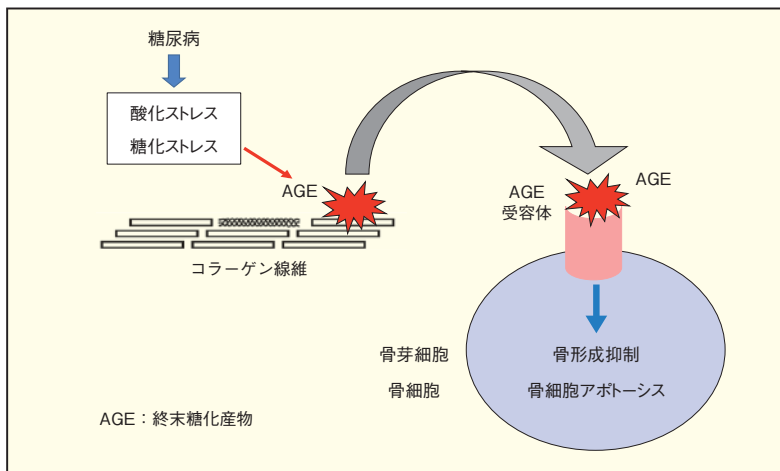 糖尿病
酸化ストレス
糖化ストレス
AGE
コラーゲン線維
AGE
AGE
受容体
骨芽細胞
骨細胞
骨形成抑制
骨細胞アポトーシス
AGE：終末糖化産物